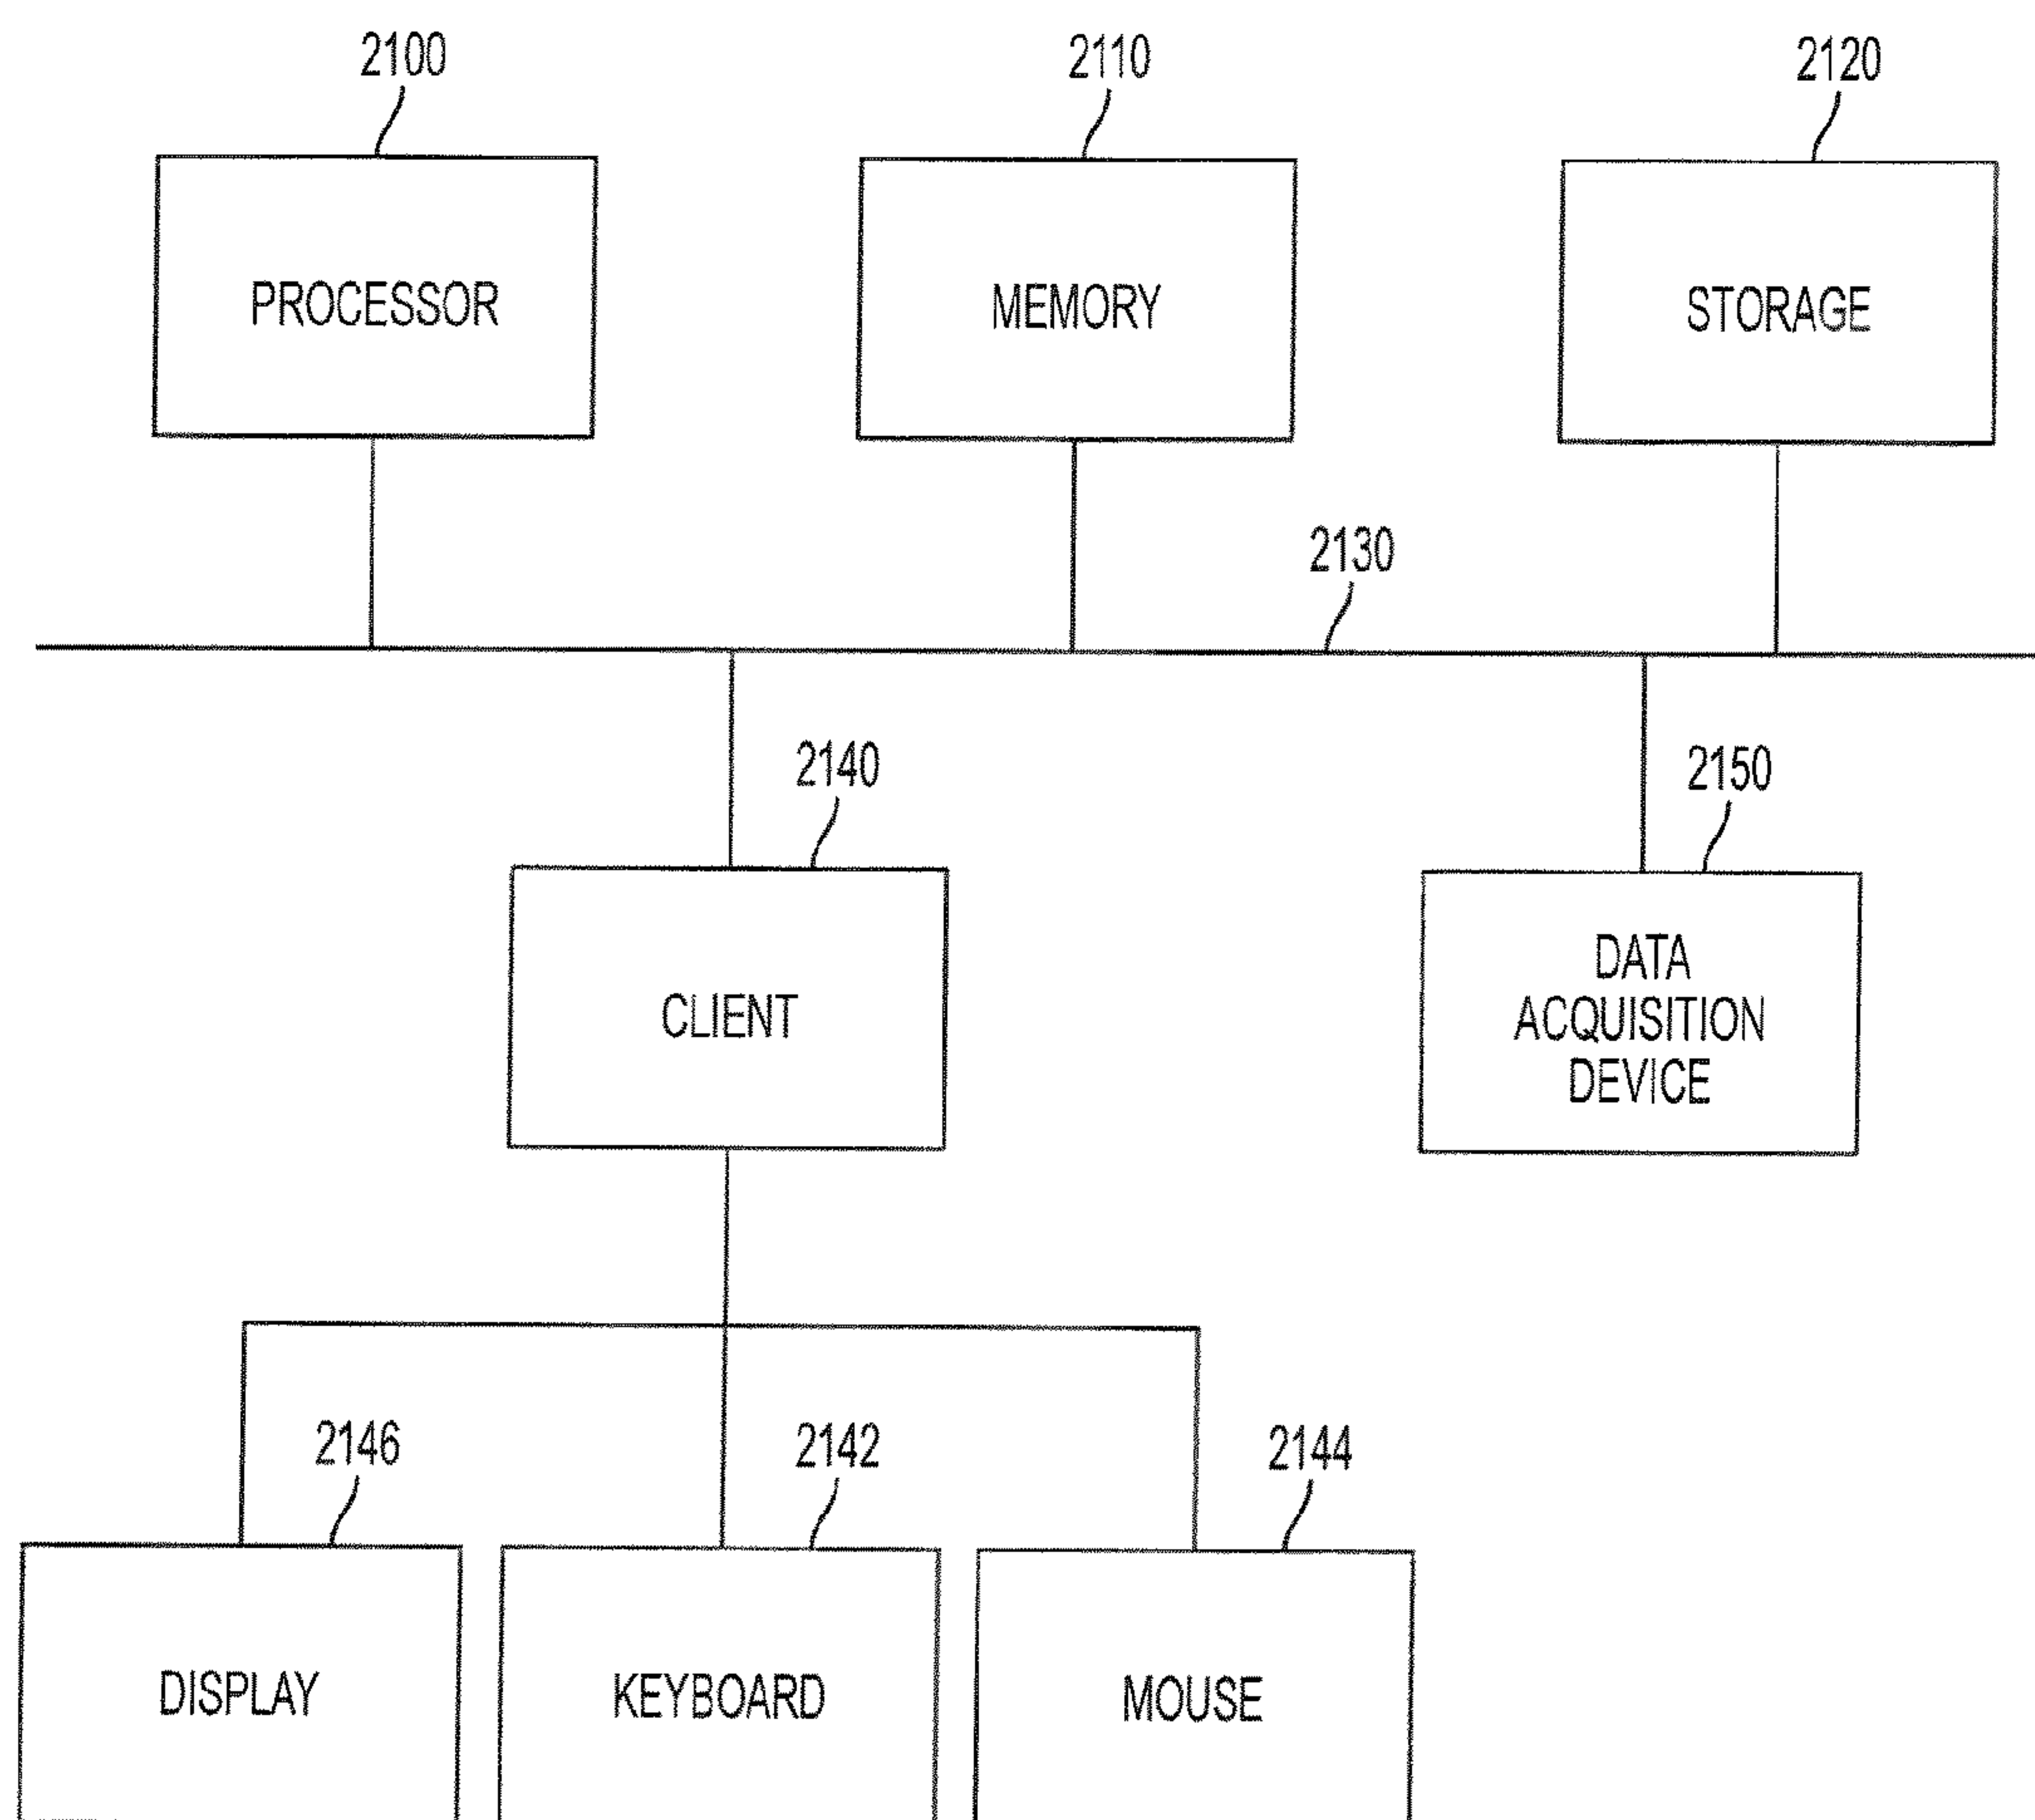 2100
2110
2120
PROCESSOR
MEMORY
STORAGE
2130
2140
2150
CLIENT
DATA
ACQUISITION
DEVICE
2146
2142
2144
DISPLAY
KEYBOARD
MOUSE